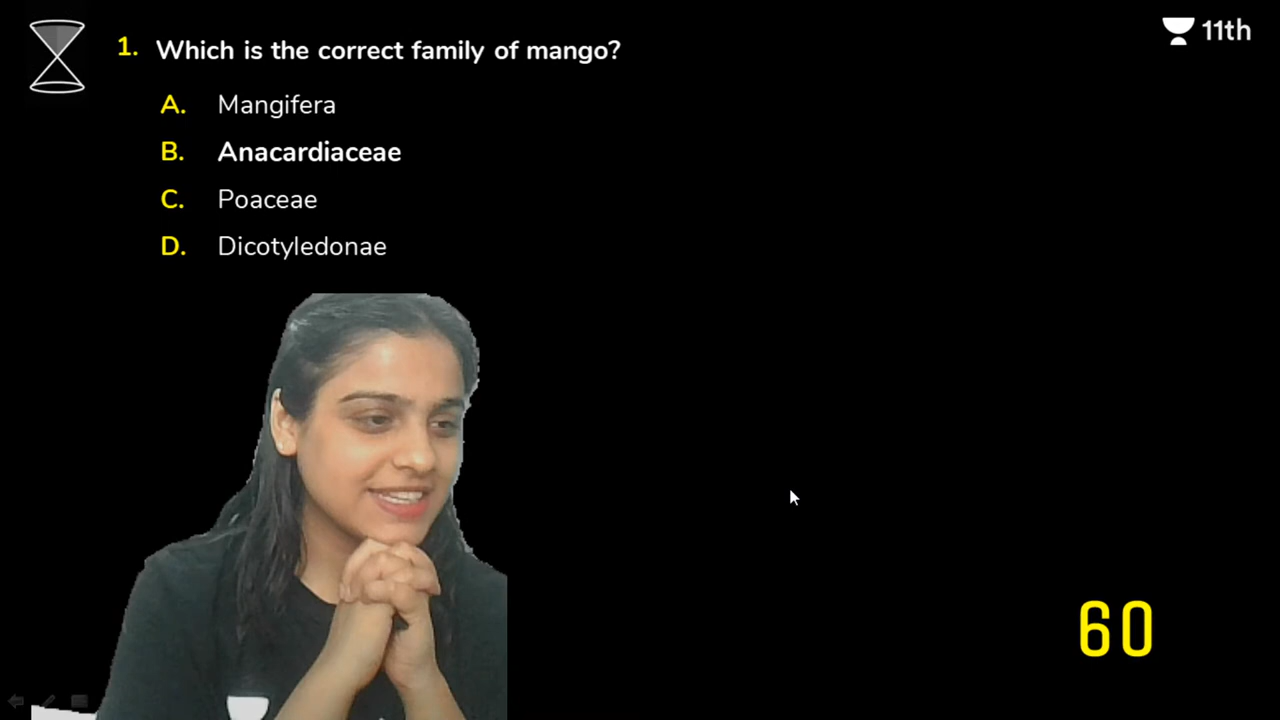 11th
1. Which is the correct family of mango?
A. Mangifera
B. Anacardiaceae
C. Poaceae
D. Dicotyledonae
60